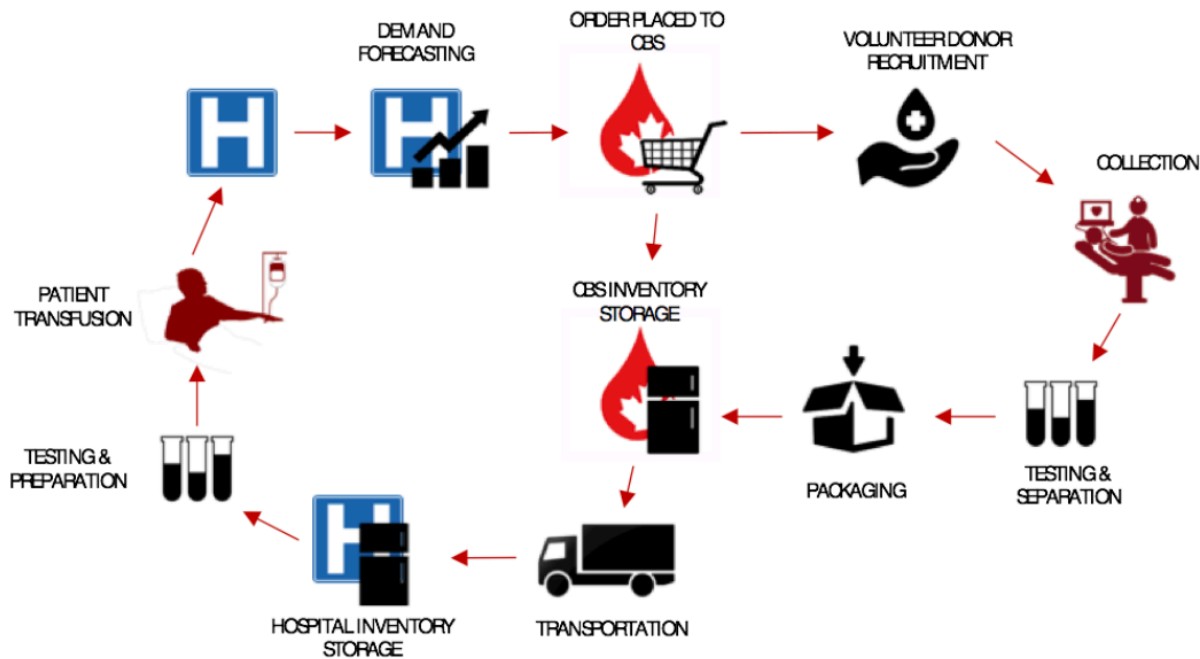 DEMAND
FORECASTING
ORDER PLACED TO
CBS
VOLUNTEER DONOR
RECRUITMENT
COLLECTION
H
H
PATIENT
TRANSFUSION
CBS INVENTORY
STORAGE
TESTING &
PREPARATION
PACKAGING
TESTING &
SEPARATION
H
HOSPITAL INVENTORY
STORAGE
TRANSPORTATION